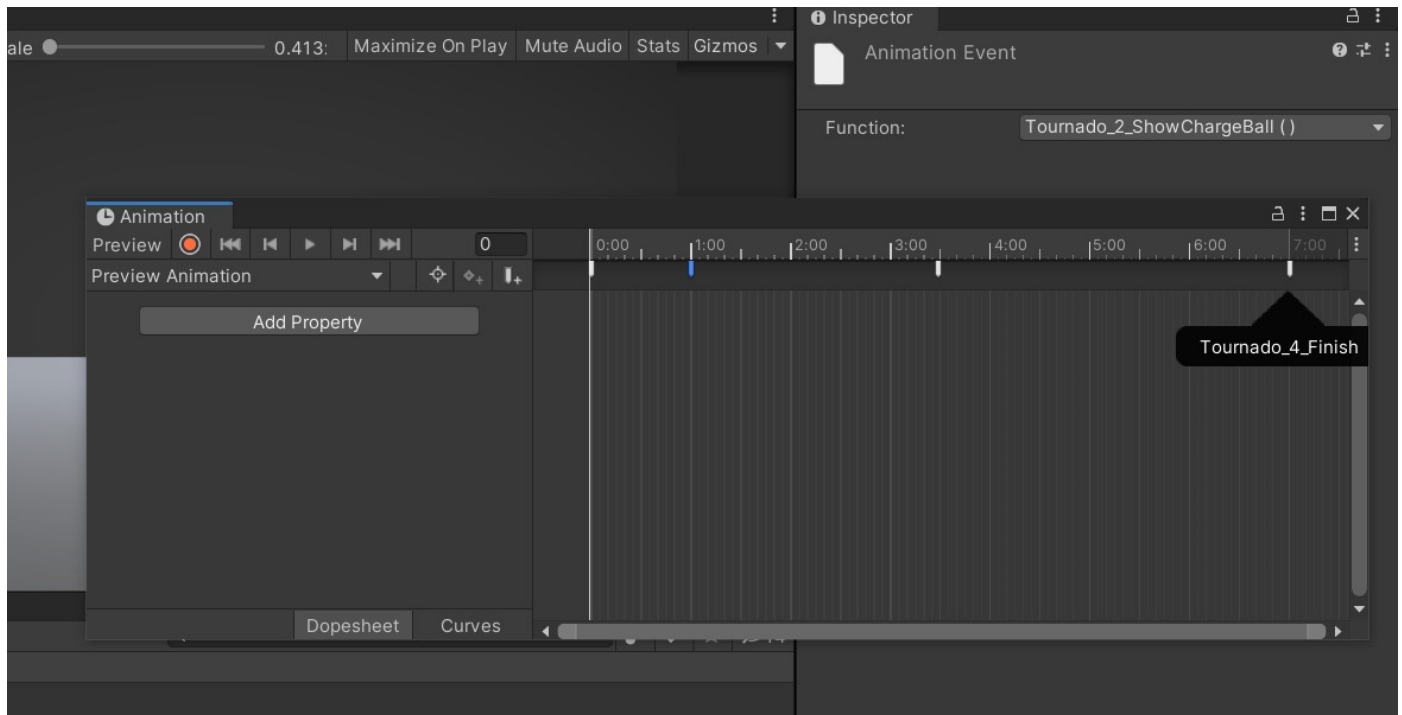 Inspector
ale 0.413: Maximize On Play Mute Audio Stats Gizmos
Animation Event
Function: Tournado_2_ShowChargeBall ( )
Animation
Preview 0 0:00 1:00 2:00 3:00 4:00 5:00 6:00 7:00
Preview Animation
Add Property
Tournado_4_Finish
Dopesheet Curves